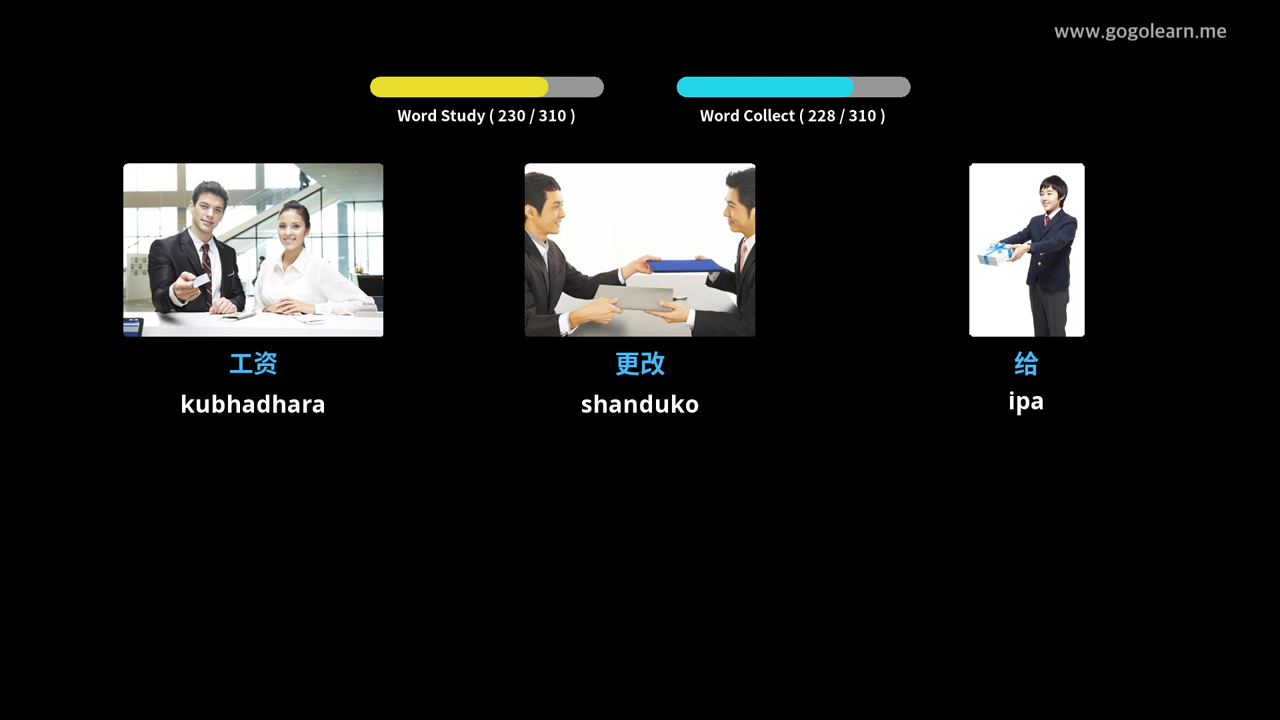 www.gogolearn.me
Word Study ( 230 / 310 )
Word Collect ( 228 / 310 )
工资
更改
给
kubhadhara
shanduko
ipa